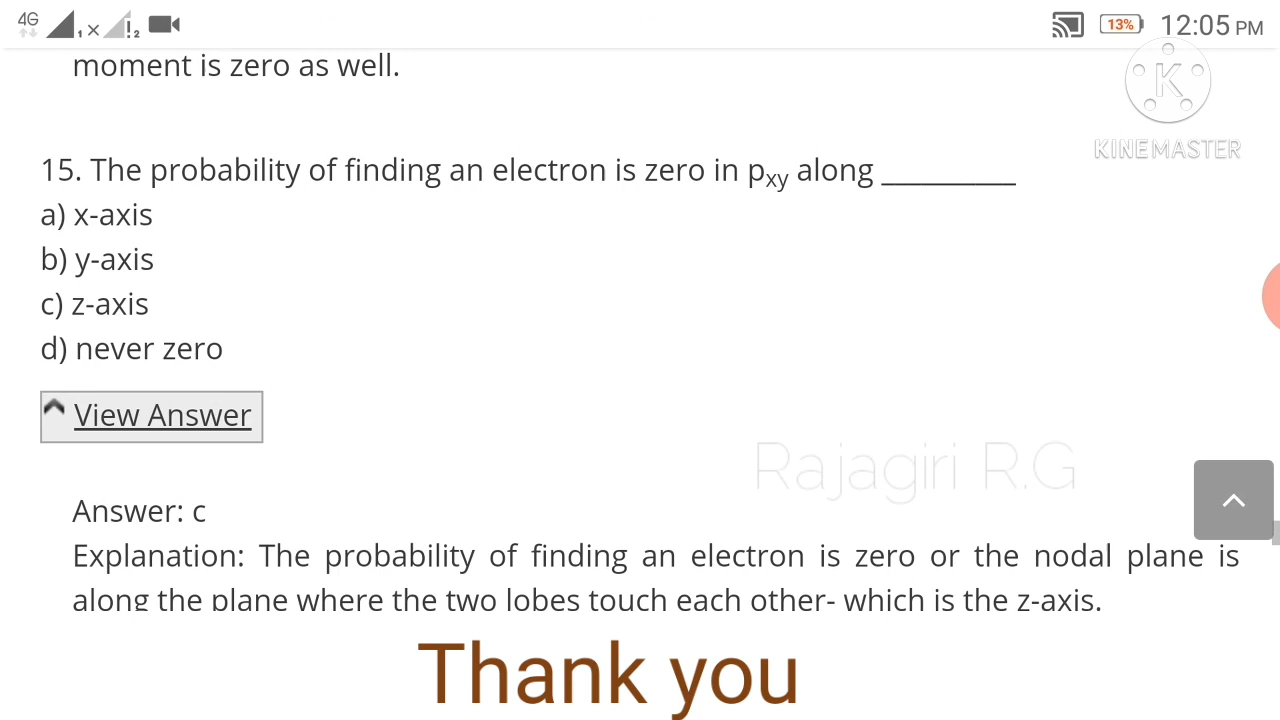 4G 1 × ! 2 13% 12:05 PM
moment is zero as well.
K
KINEMASTER
15. The probability of finding an electron is zero in pxy along __________
a) x-axis
b) y-axis
c) z-axis
d) never zero
View Answer
Rajagiri R.G
Answer: c
Explanation: The probability of finding an electron is zero or the nodal plane is
along the plane where the two lobes touch each other- which is the z-axis.
Thank you